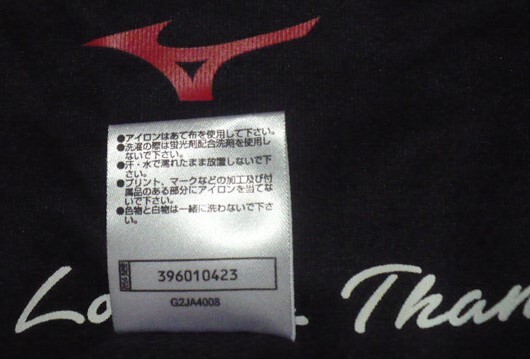 ●アイロンはあて布を使用して下さい。
●洗濯の際は蛍光剤配合洗剤を使用し
ないで下さい。
●汗・水で濡れたまま放置しないで下
さい。
●プリント、マークなどの加工及び付
属品のある部分にアイロンを当てな
いで下さい。
●色物と白物は一緒に洗わないで下さ
い。
396010423
G2JA4008